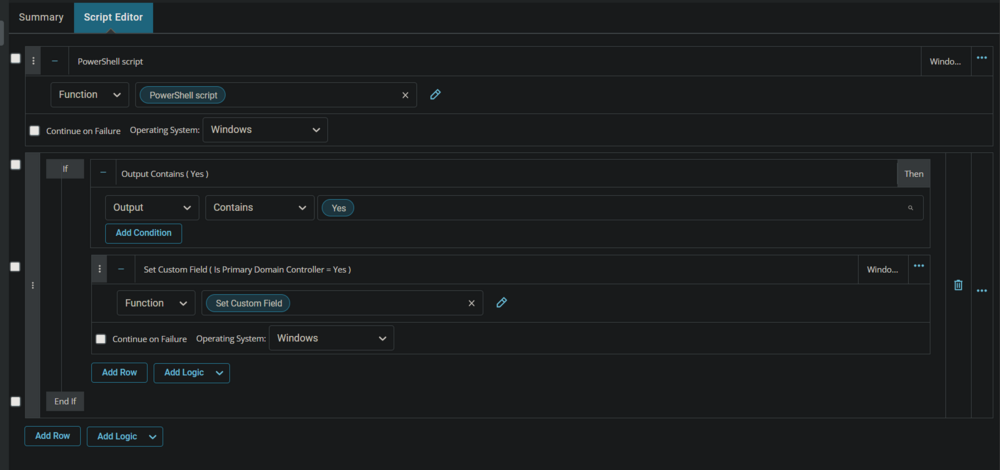 Summary Script Editor
PowerShell script Windo...
Function PowerShell script
Continue on Failure Operating System: Windows
If Output Contains ( Yes ) Then
Output Contains Yes
Add Condition
Set Custom Field ( Is Primary Domain Controller = Yes ) Windo...
Function Set Custom Field
Continue on Failure Operating System: Windows
Add Row Add Logic
End If
Add Row Add Logic